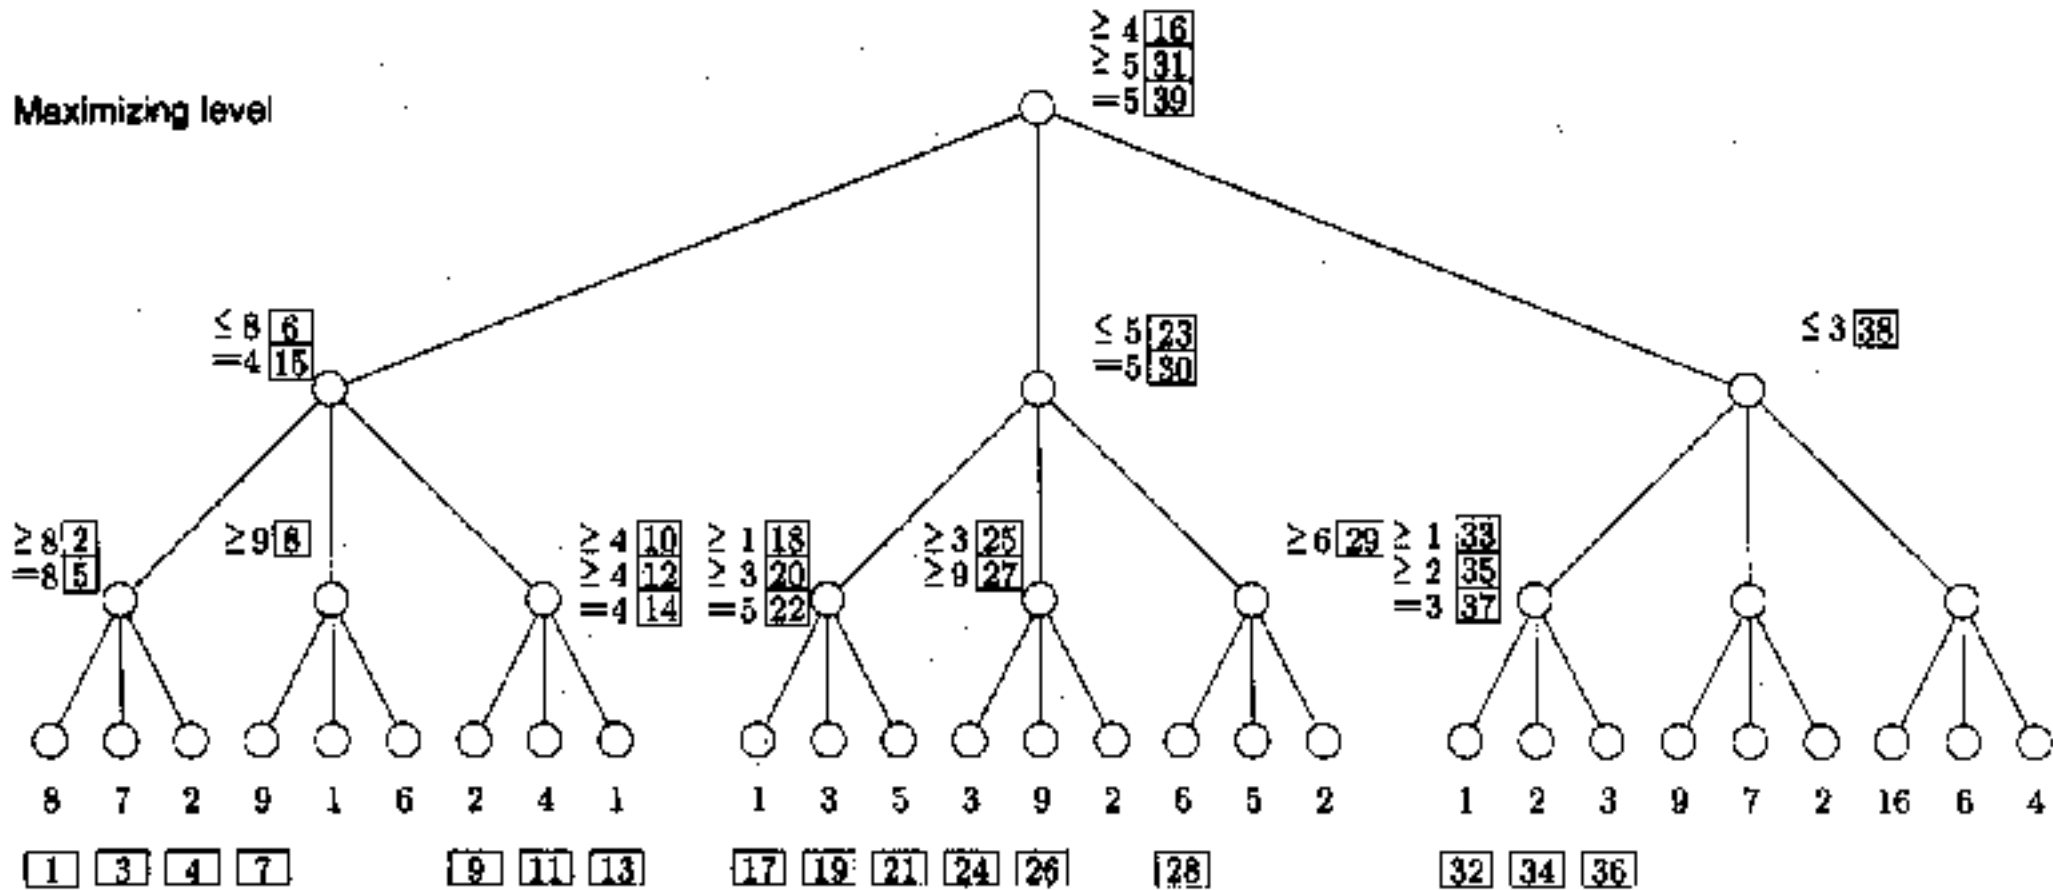 ≥ 4 16
≥ 5 31
=5 39
Maximizing level
≤ 8 6
=4 15
≤ 5 23
=5 30
≤ 3 38
≥8 2
=8 5
≥9 8
≥ 4 10
≥ 4 12
=4 14
≥ 1 18
≥ 3 20
=5 22
≥3 25
≥9 27
≥6 29
≥ 1 33
≥ 2 35
=3 37
8 7 2 9 1 6 2 4 1 1 3 5 3 9 2 6 5 2 1 2 3 9 7 2 16 6 4
1 3 4 7 9 11 13 17 19 21 24 26 28 32 34 36